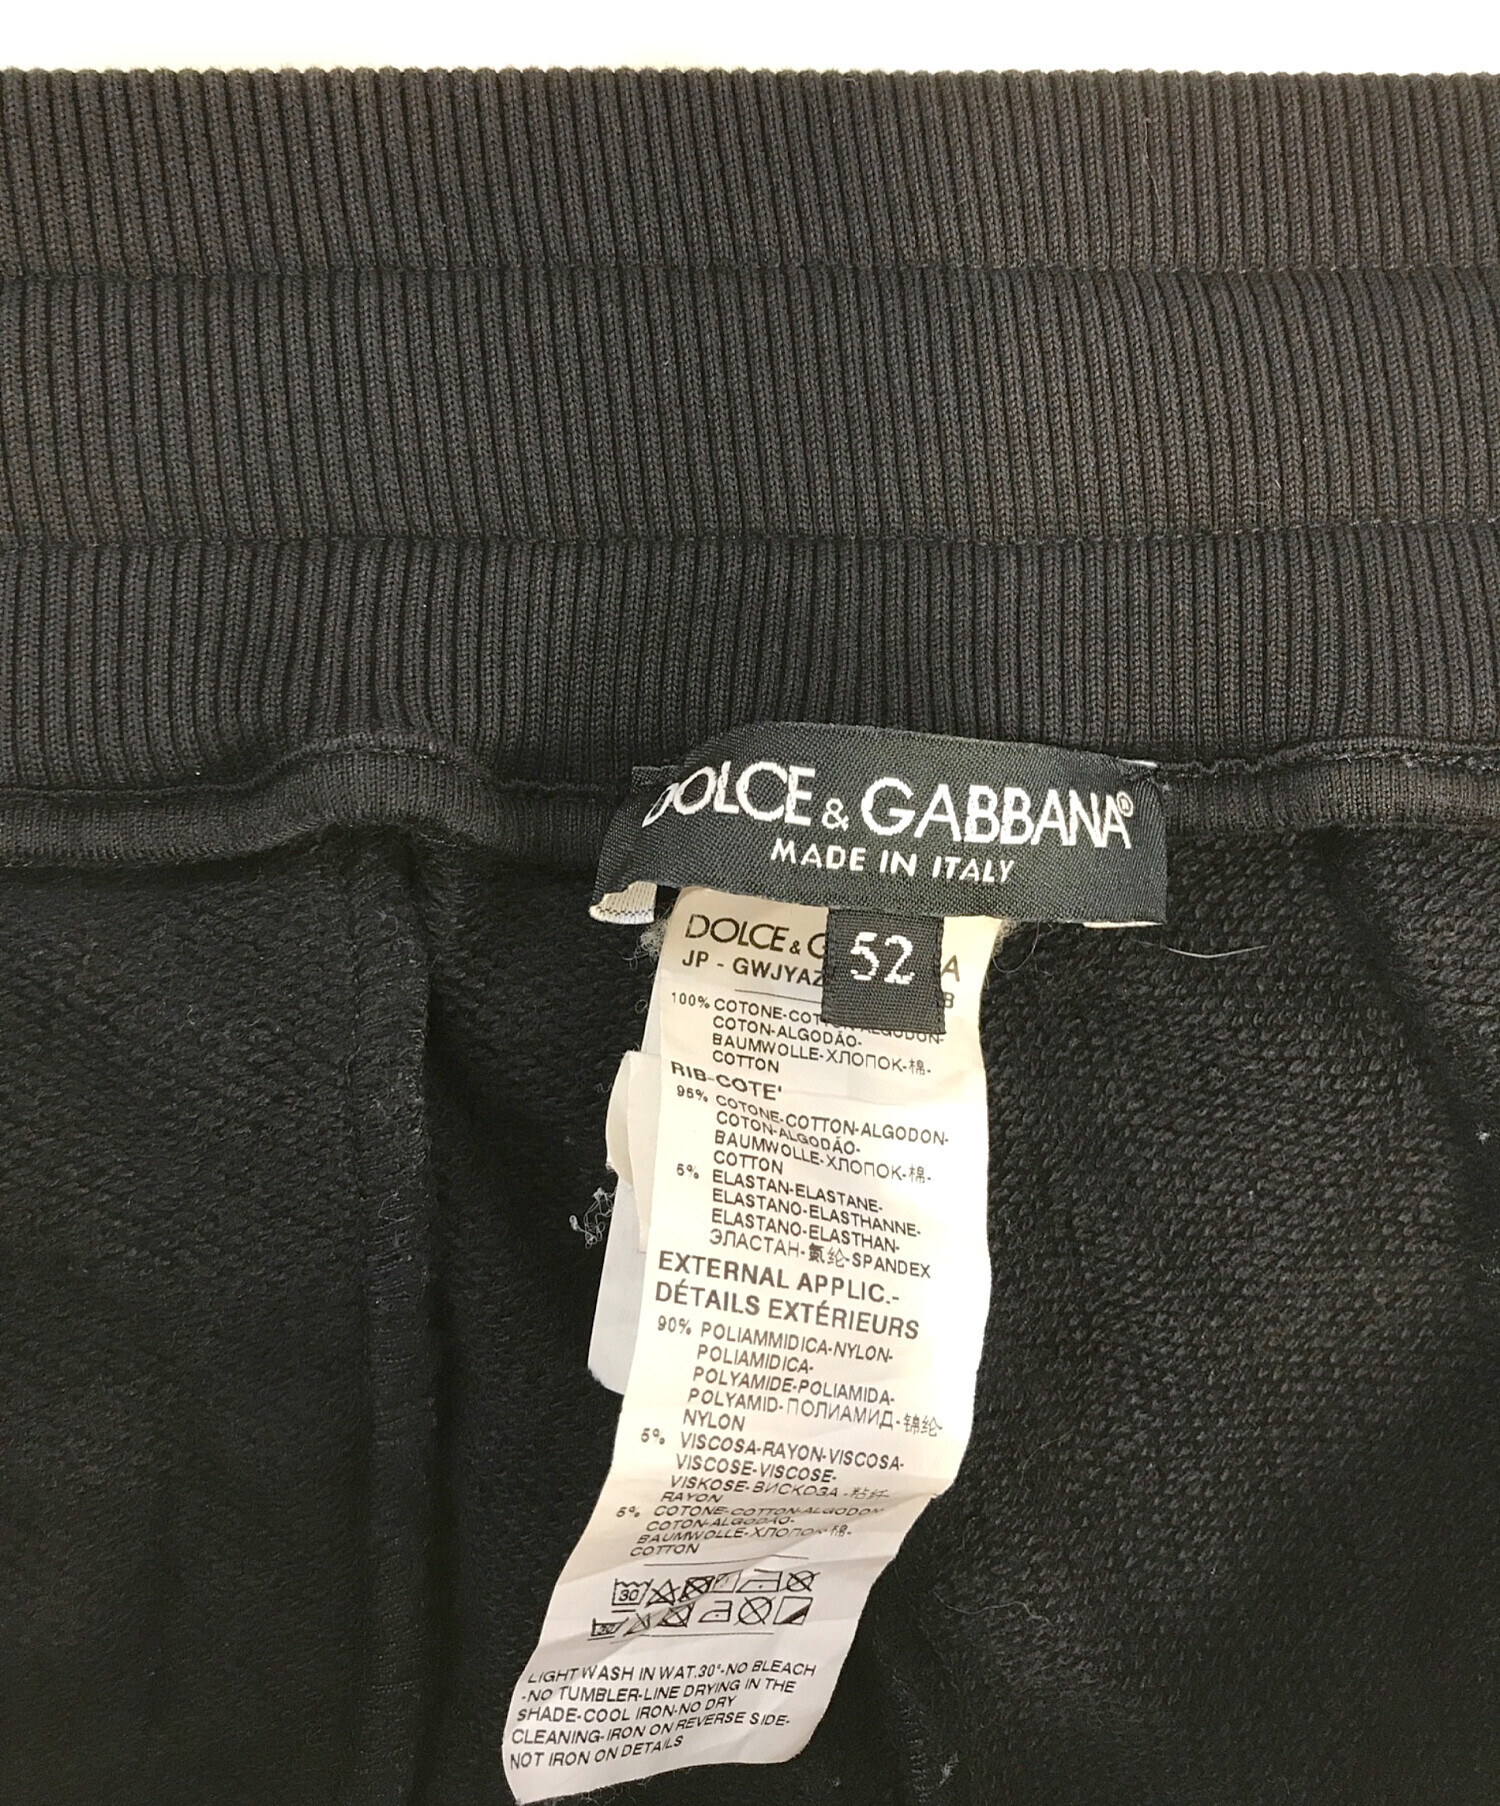 DOLCE & GABBANA®
MADE IN ITALY
52
DOLCE & G A
JP - GWJYAZ
100% COTONE-COTTON-ALGODON-
COTON-ALGODÃO-
BAUMWOLLE-ХЛОПОК-棉-
COTTON
RIB-COTE'
95% COTONE-COTTON-ALGODON-
COTON-ALGODÃO-
BAUMWOLLE-ХЛОПОК-棉-
COTTON
5% ELASTAN-ELASTANE-
ELASTANO-ELASTHANNE-
ELASTANO-ELASTHAN-
ЭЛАСТАН-氨纶-SPANDEX
EXTERNAL APPLIC.-
DÉTAILS EXTÉRIEURS
90% POLIAMMIDICA-NYLON-
POLIAMIDICA-
POLYAMIDE-POLIAMIDA-
POLYAMID-ПОЛИАМИД-锦纶-
NYLON
5% VISCOSA-RAYON-VISCOSA-
VISCOSE-VISCOSE-
VISKOSE-ВИСКОЗА-粘纤-
RAYON
5% COTONE-COTTON-ALGODON
COTON-ALGODÃO-
BAUMWOLLE-ХЛОПОК-棉-
COTTON
30
LIGHT WASH IN WAT.30°-NO BLEACH
-NO TUMBLER-LINE DRYING IN THE
SHADE-COOL IRON-NO DRY
CLEANING-IRON ON REVERSE SIDE-
NOT IRON ON DETAILS